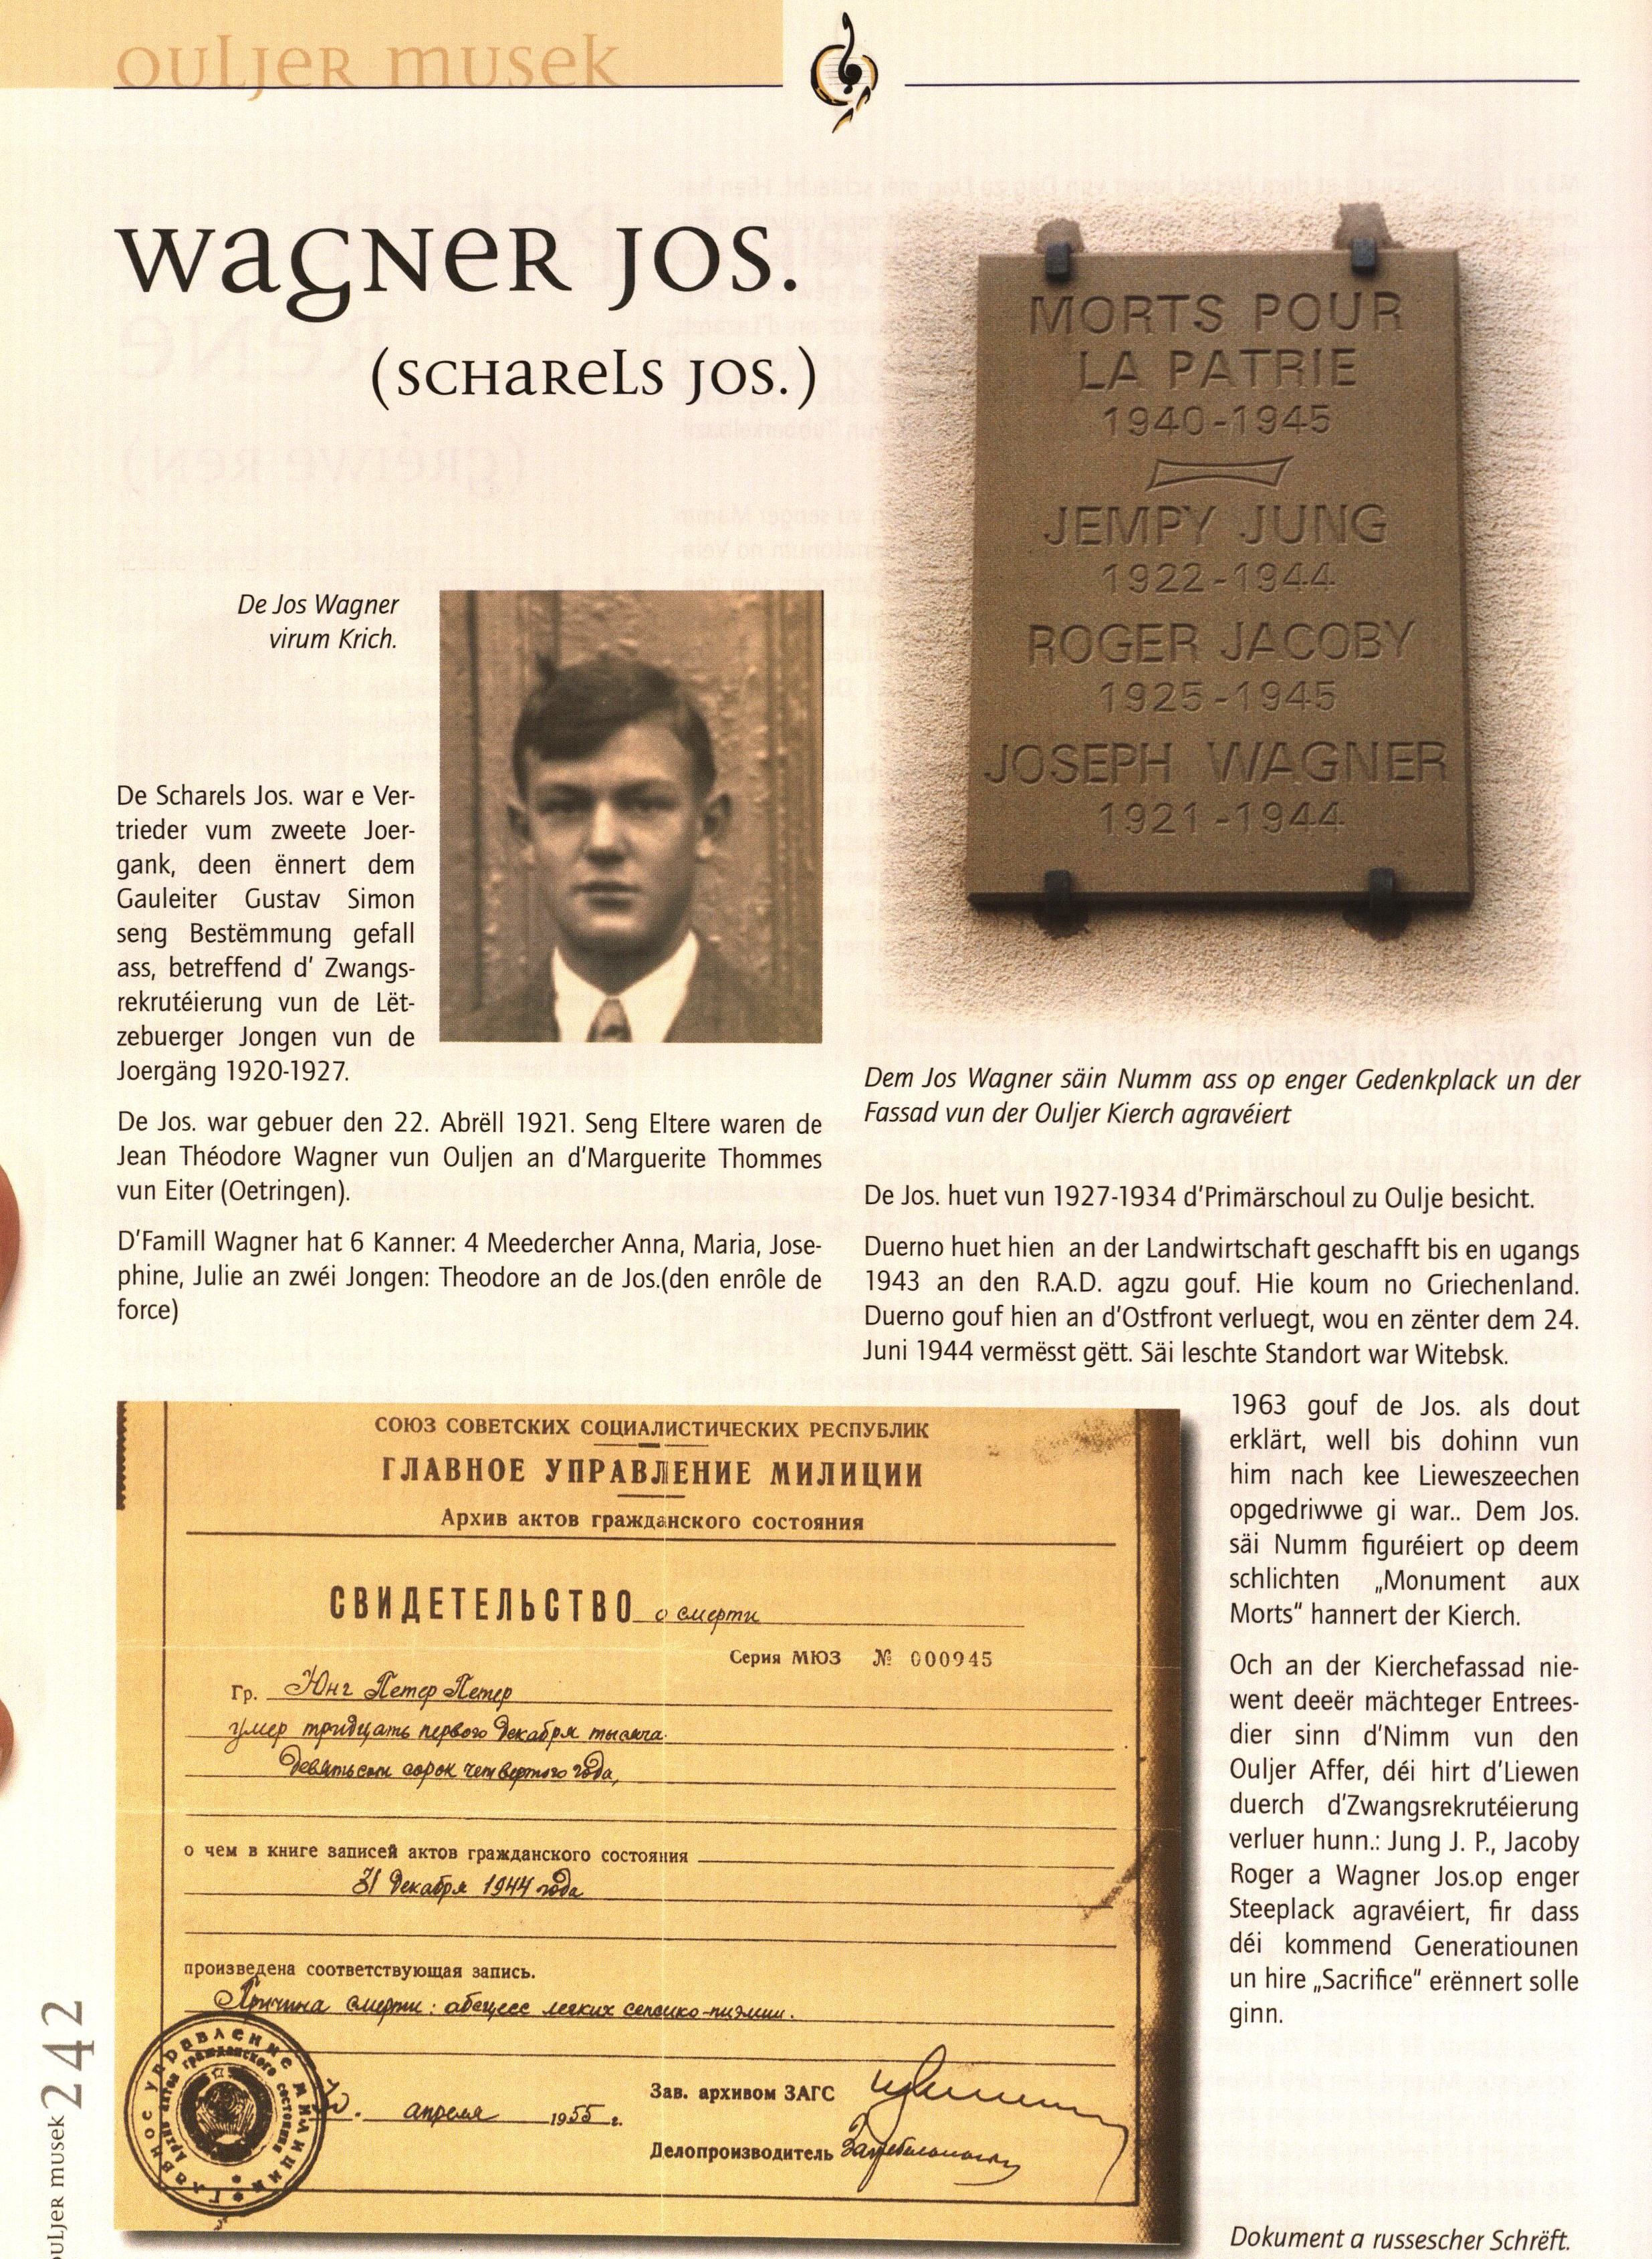 ouljer musek
wagner jos.
(scharels jos.)
De Jos Wagner
virum Krich.
MORTS POUR
LA PATRIE
1940-1945
JEMPY JUNG
1922-1944
ROGER JACOBY
1925-1945
JOSEPH WAGNER
1921-1944
De Scharels Jos. war e Ver-
trieder vum zweete Joer-
gank, deen ënnert dem
Gauleiter Gustav Simon
seng Bestëmmung gefall
ass, betreffend d' Zwangs-
rekrutéierung vun de Lët-
zebuerger Jongen vun de
Joergäng 1920-1927.
De Jos. war gebuer den 22. Abrëll 1921. Seng Eltere waren de
Jean Théodore Wagner vun Ouljen an d'Marguerite Thommes
vun Eiter (Oetringen).
D'Famill Wagner hat 6 Kanner: 4 Meedercher Anna, Maria, Jose-
phine, Julie an zwéi Jongen: Theodore an de Jos.(den enrôle de
force)
Dem Jos Wagner säin Numm ass op enger Gedenkplack un der
Fassad vun der Ouljer Kierch agravéiert
De Jos. huet vun 1927-1934 d'Primärschoul zu Oulje besicht.
Duerno huet hien an der Landwirtschaft geschafft bis en ugangs
1943 an den R.A.D. agzu gouf. Hie koum no Griechenland.
Duerno gouf hien an d'Ostfront verluegt, wou en zënter dem 24.
Juni 1944 vermësst gëtt. Säi leschte Standort war Witebsk.
1963 gouf de Jos. als dout
erklärt, well bis dohinn vun
him nach kee Lieweszeechen
opgedriwwe gi war.. Dem Jos.
säi Numm figuréiert op deem
schlichten „Monument aux
Morts“ hannert der Kierch.
Och an der Kierchefassad nie-
went deeër mächteger Entrees-
dier sinn d'Nimm vun den
Ouljer Affer, déi hirt d'Liewen
duerch d'Zwangsrekrutéierung
verluer hunn.: Jung J. P., Jacoby
Roger a Wagner Jos.op enger
Steeplack agravéiert, fir dass
déi kommend Generatiounen
un hire „Sacrifice“ erënnert solle
ginn.
СОЮЗ СОВЕТСКИХ СОЦИАЛИСТИЧЕСКИХ РЕСПУБЛИК
ГЛАВНОЕ УПРАВЛЕНИЕ МИЛИЦИИ
Архив актов гражданского состояния
СВИДЕТЕЛЬСТВО о смерти
Серия МЮЗ № 000945
Гр. Юнг Петер Петер
умер тридцать первого декабря тысяча
девятьсот сорок четвертого года,
о чем в книге записей актов гражданского состояния
31 декабря 1944 года
произведена соответствующая запись.
Причина смерти: абсцесс легких септико-пиэмии.
ГЛАВНОЕ УПРАВЛЕНИЕ МИЛИЦИИ
Архив актов гражданского состояния
апреля 1955 г.
Зав. архивом ЗАГС
Делопроизводитель
Dokument a russescher Schrëft.
ouljer musek 242